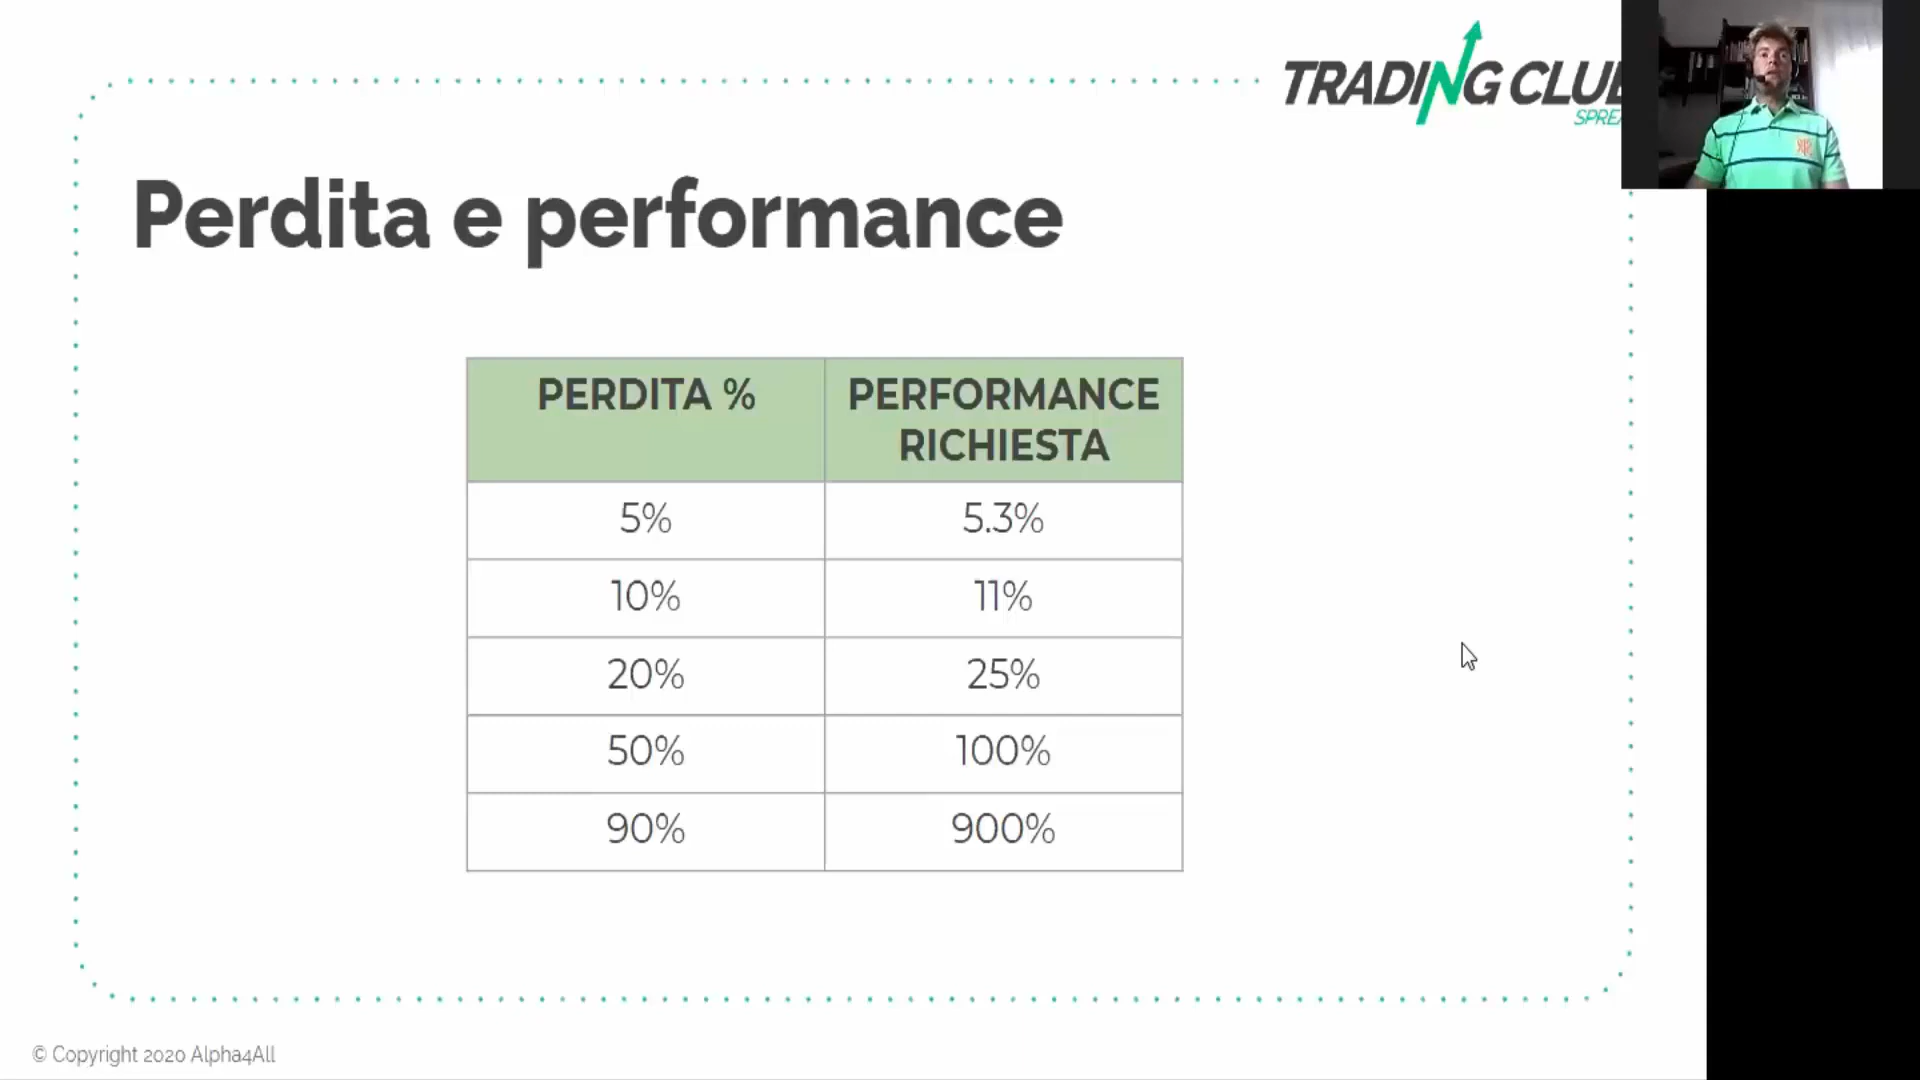 TRADING CLUB
Perdita e performance
PERDITA %
PERFORMANCE
RICHIESTA
5%
5.3%
10%
11%
20%
25%
50%
100%
90%
900%
© Copyright 2020 Alpha4All